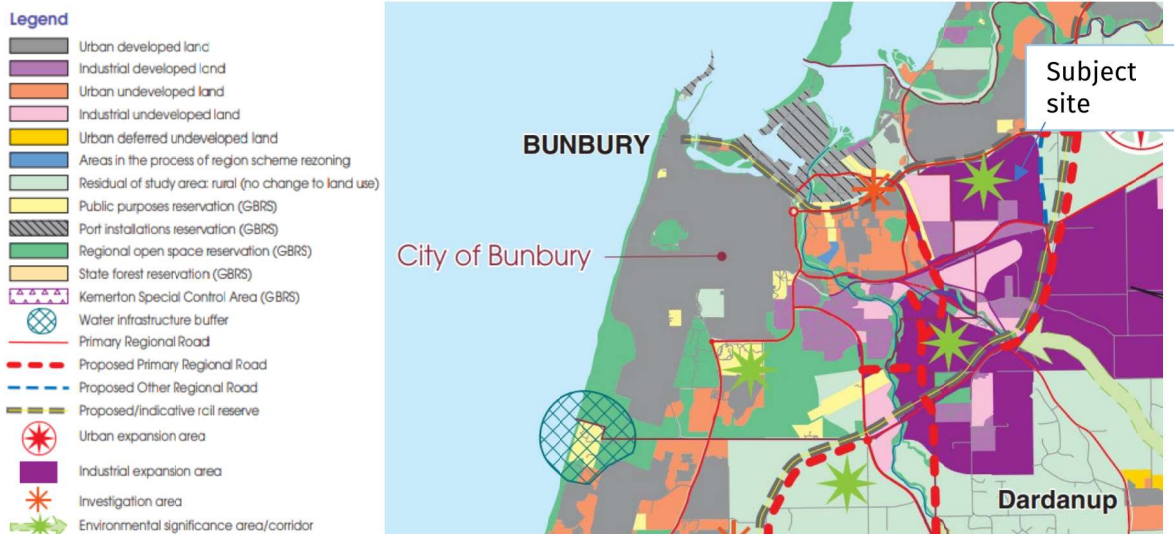 Legend
Urban developed land
Industrial developed land
Urban undeveloped land
Industrial undeveloped land
Urban deferred undeveloped land
Areas in the process of region scheme rezoning
Residual of study area: rural (no change to land use)
Public purposes reservation (GBRS)
Port installations reservation (GBRS)
Regional open space reservation (GBRS)
State forest reservation (GBRS)
Kemerton Special Control Area (GBRS)
Water infrastructure buffer
Primary Regional Road
Proposed Primary Regional Road
Proposed Other Regional Road
Proposed/indicative rail reserve
Urban expansion area
Industrial expansion area
Investigation area
Environmental significance area/corridor
Subject
site
BUNBURY
City of Bunbury
Dardanup